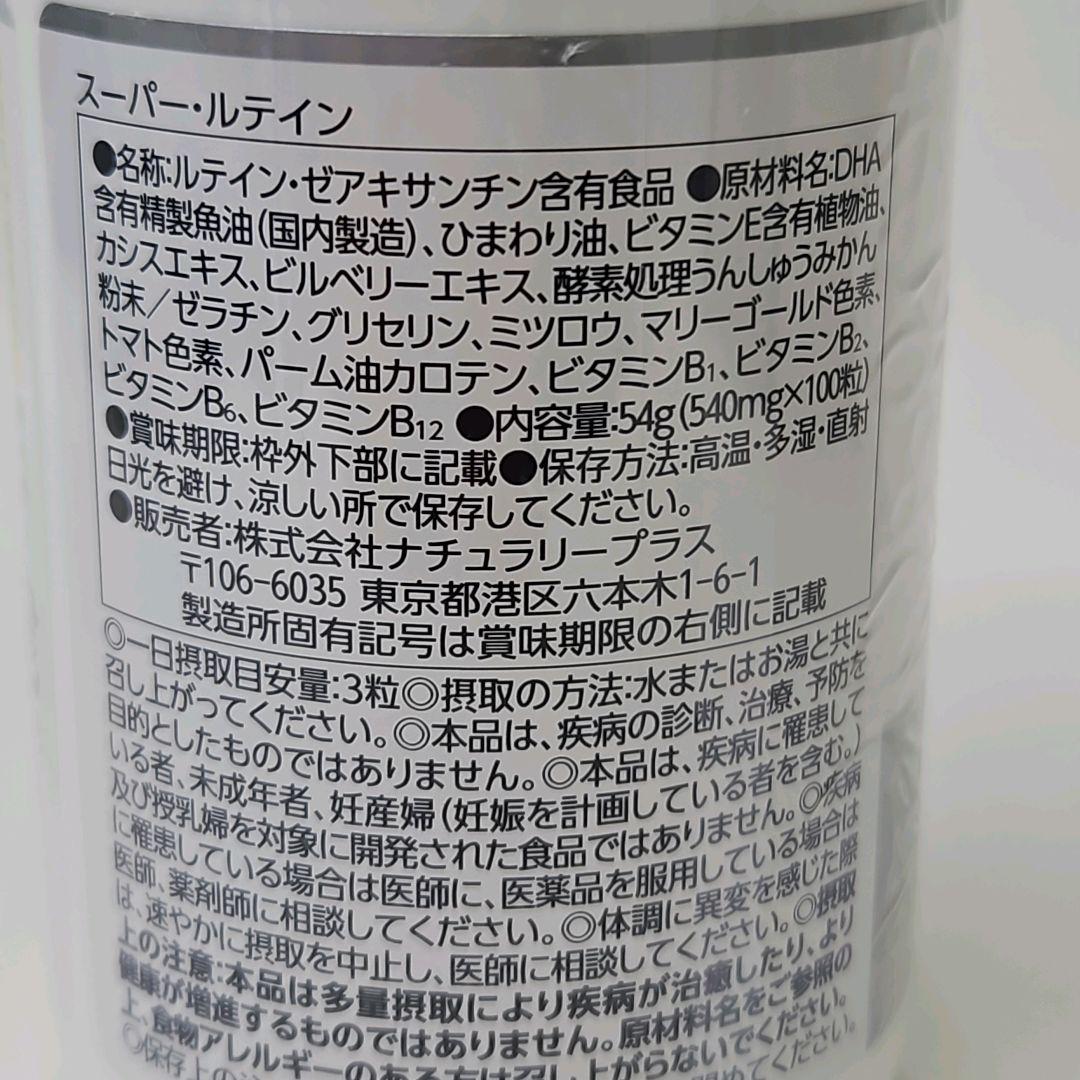 スーパー・ルテイン
●名称:ルテイン・ゼアキサンチン含有食品 ●原材料名:DHA
含有精製魚油(国内製造)、ひまわり油、ビタミンE含有植物油、
カシスエキス、ビルベリーエキス、酵素処理うんしゅうみかん
粉末/ゼラチン、グリセリン、ミツロウ、マリーゴールド色素、
トマト色素、パーム油カロテン、ビタミンB1、ビタミンB2、
ビタミンB6、ビタミンB12 ●内容量:54g(540mg×100粒)
●賞味期限:枠外下部に記載●保存方法:高温・多湿・直射
日光を避け、涼しい所で保存してください。
●販売者:株式会社ナチュラリープラス
〒106-6035 東京都港区六本木1-6-1
製造所固有記号は賞味期限の右側に記載
◎一日摂取目安量:3粒◎摂取の方法:水またはお湯と共に
召し上がってください。◎本品は、疾病の診断、治療、予防を
目的としたものではありません。◎本品は、疾病に罹患して
いる者、未成年者、妊産婦(妊娠を計画している者を含む。)
及び授乳婦を対象に開発された食品ではありません。◎疾病
に罹患している場合は医師に、医薬品を服用している場合は
医師、薬剤師に相談してください。◎体調に異変を感じた際
は、速やかに摂取を中止し、医師に相談してください。◎摂取
上の注意:本品は多量摂取により疾病が治癒したり、より
健康が増進するものではありません。原材料名をご参照の
上、食物アレルギーのある方は召し上がらないでください。
◎保存上の